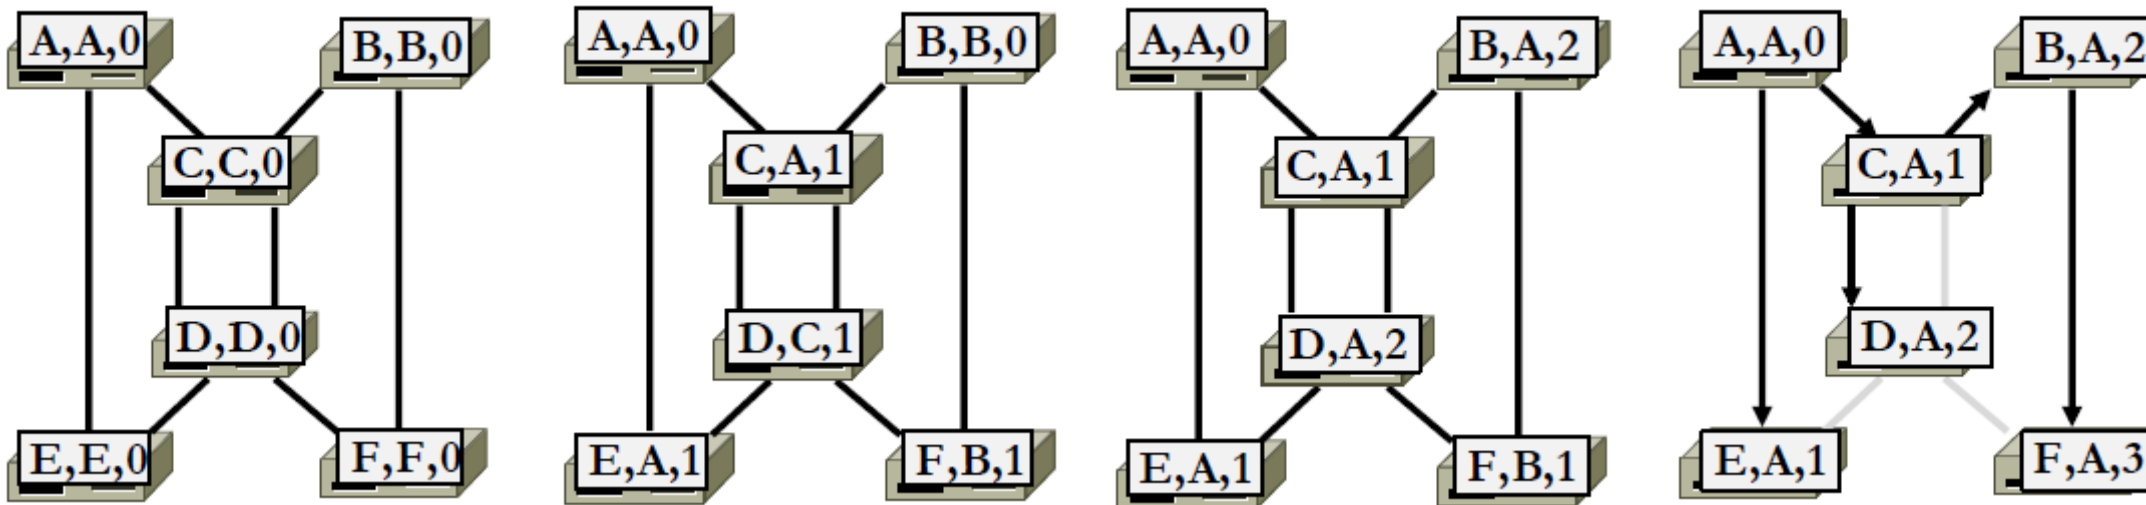 A,A,0
B,B,0
C,C,0
D,D,0
E,E,0
F,F,0
A,A,0
B,B,0
C,A,1
D,C,1
E,A,1
F,B,1
A,A,0
B,A,2
C,A,1
D,A,2
E,A,1
F,B,1
A,A,0
B,A,2
C,A,1
D,A,2
E,A,1
F,A,3